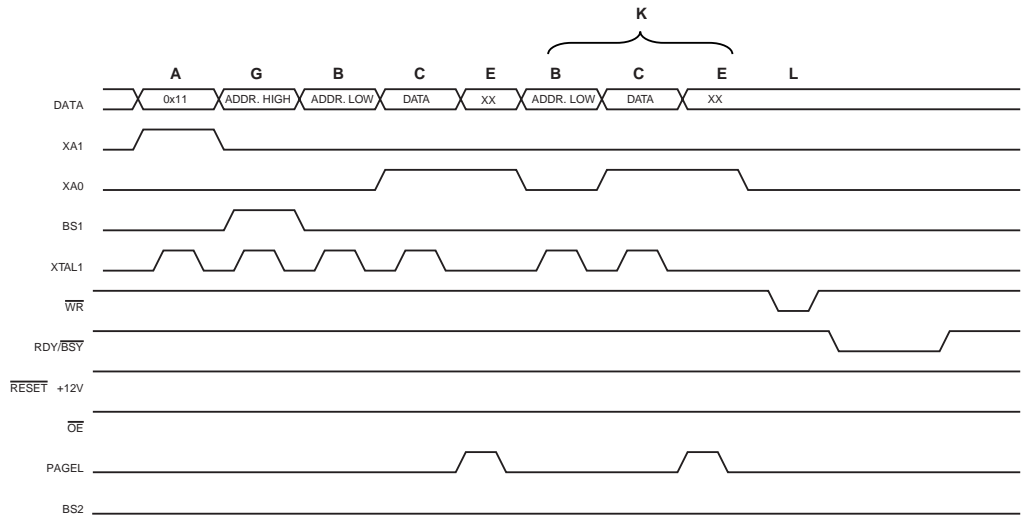 K
A G B C E B C E L
DATA 0x11 ADDR. HIGH ADDR. LOW DATA XX ADDR. LOW DATA XX
XA1
XA0
BS1
XTAL1
WR
RDY/BSY
RESET +12V
OE
PAGEL
BS2